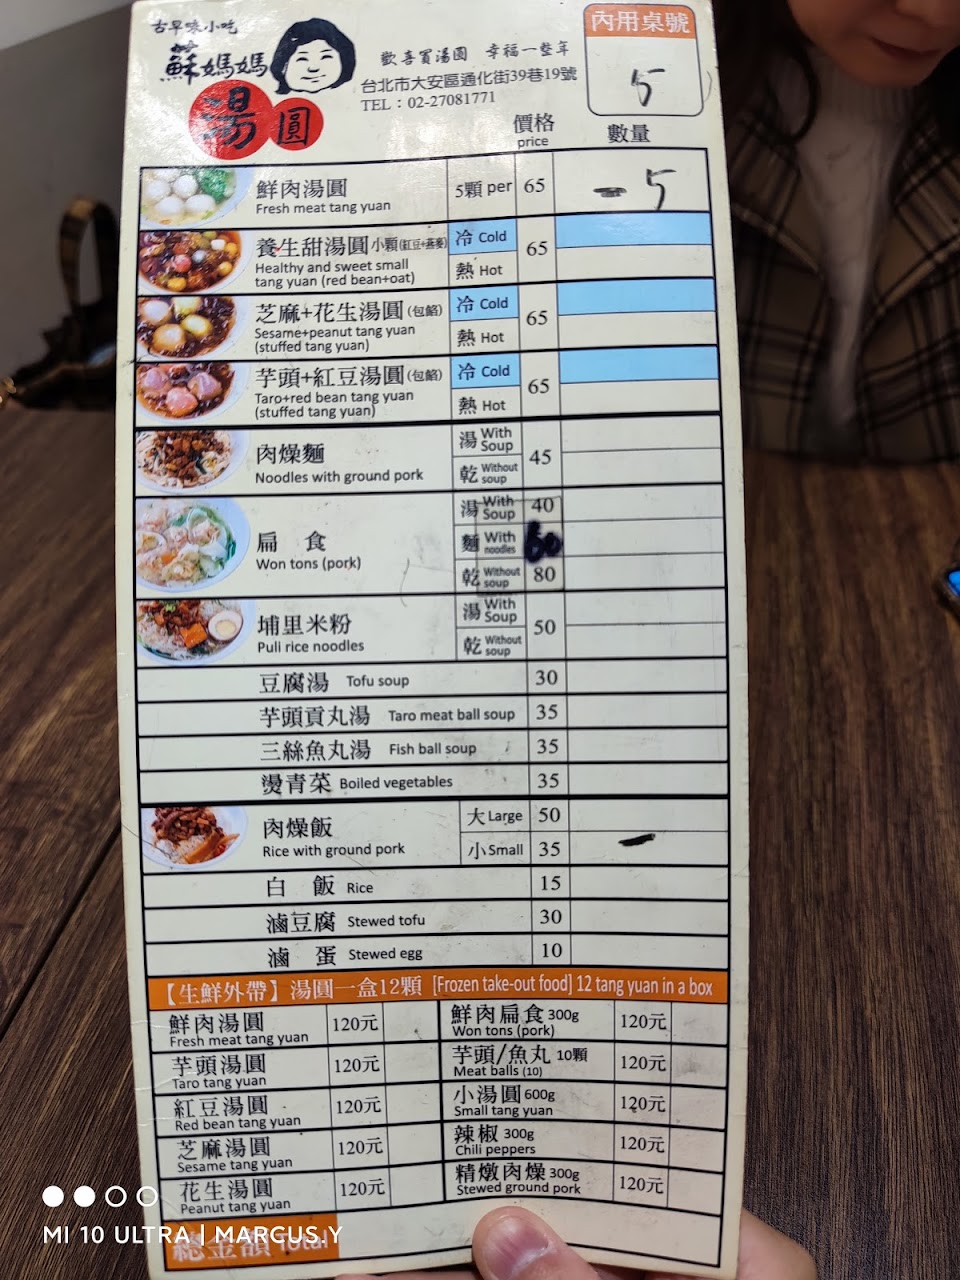 古早味小吃
蘇媽媽
湯圓
歡喜買湯圓 幸福一整年
台北市大安區通化街39巷19號
TEL：02-27081771
內用桌號
5
價格
price
數量
鮮肉湯圓
Fresh meat tang yuan
5顆 per
65
5
養生甜湯圓小顆(紅豆+燕麥)
Healthy and sweet small
tang yuan (red bean+oat)
冷 Cold
熱 Hot
65
芝麻+花生湯圓(包餡)
Sesame+peanut tang yuan
(stuffed tang yuan)
冷 Cold
熱 Hot
65
芋頭+紅豆湯圓(包餡)
Taro+red bean tang yuan
(stuffed tang yuan)
冷 Cold
熱 Hot
65
肉燥麵
Noodles with ground pork
湯 With Soup
乾 Without soup
45
扁 食
Won tons (pork)
湯 With Soup 40
麵 With noodles
乾 Without soup 80
埔里米粉
Puli rice noodles
湯 With Soup
乾 Without soup
50
豆腐湯 Tofu soup 30
芋頭貢丸湯 Taro meat ball soup 35
三絲魚丸湯 Fish ball soup 35
燙青菜 Boiled vegetables 35
肉燥飯
Rice with ground pork
大 Large 50
小 Small 35
白 飯 Rice 15
滷豆腐 Stewed tofu 30
滷 蛋 Stewed egg 10
【生鮮外帶】湯圓一盒12顆 [Frozen take-out food] 12 tang yuan in a box
鮮肉湯圓
Fresh meat tang yuan
120元
鮮肉扁食 300g
Won tons (pork)
120元
芋頭湯圓
Taro tang yuan
120元
芋頭/魚丸 10顆
Meat balls (10)
120元
紅豆湯圓
Red bean tang yuan
120元
小湯圓 600g
Small tang yuan
120元
芝麻湯圓
Sesame tang yuan
120元
辣椒 300g
Chili peppers
120元
花生湯圓
Peanut tang yuan
120元
精燉肉燥 300g
Stewed ground pork
120元
總金額 Total
MI 10 ULTRA | MARCUS.Y